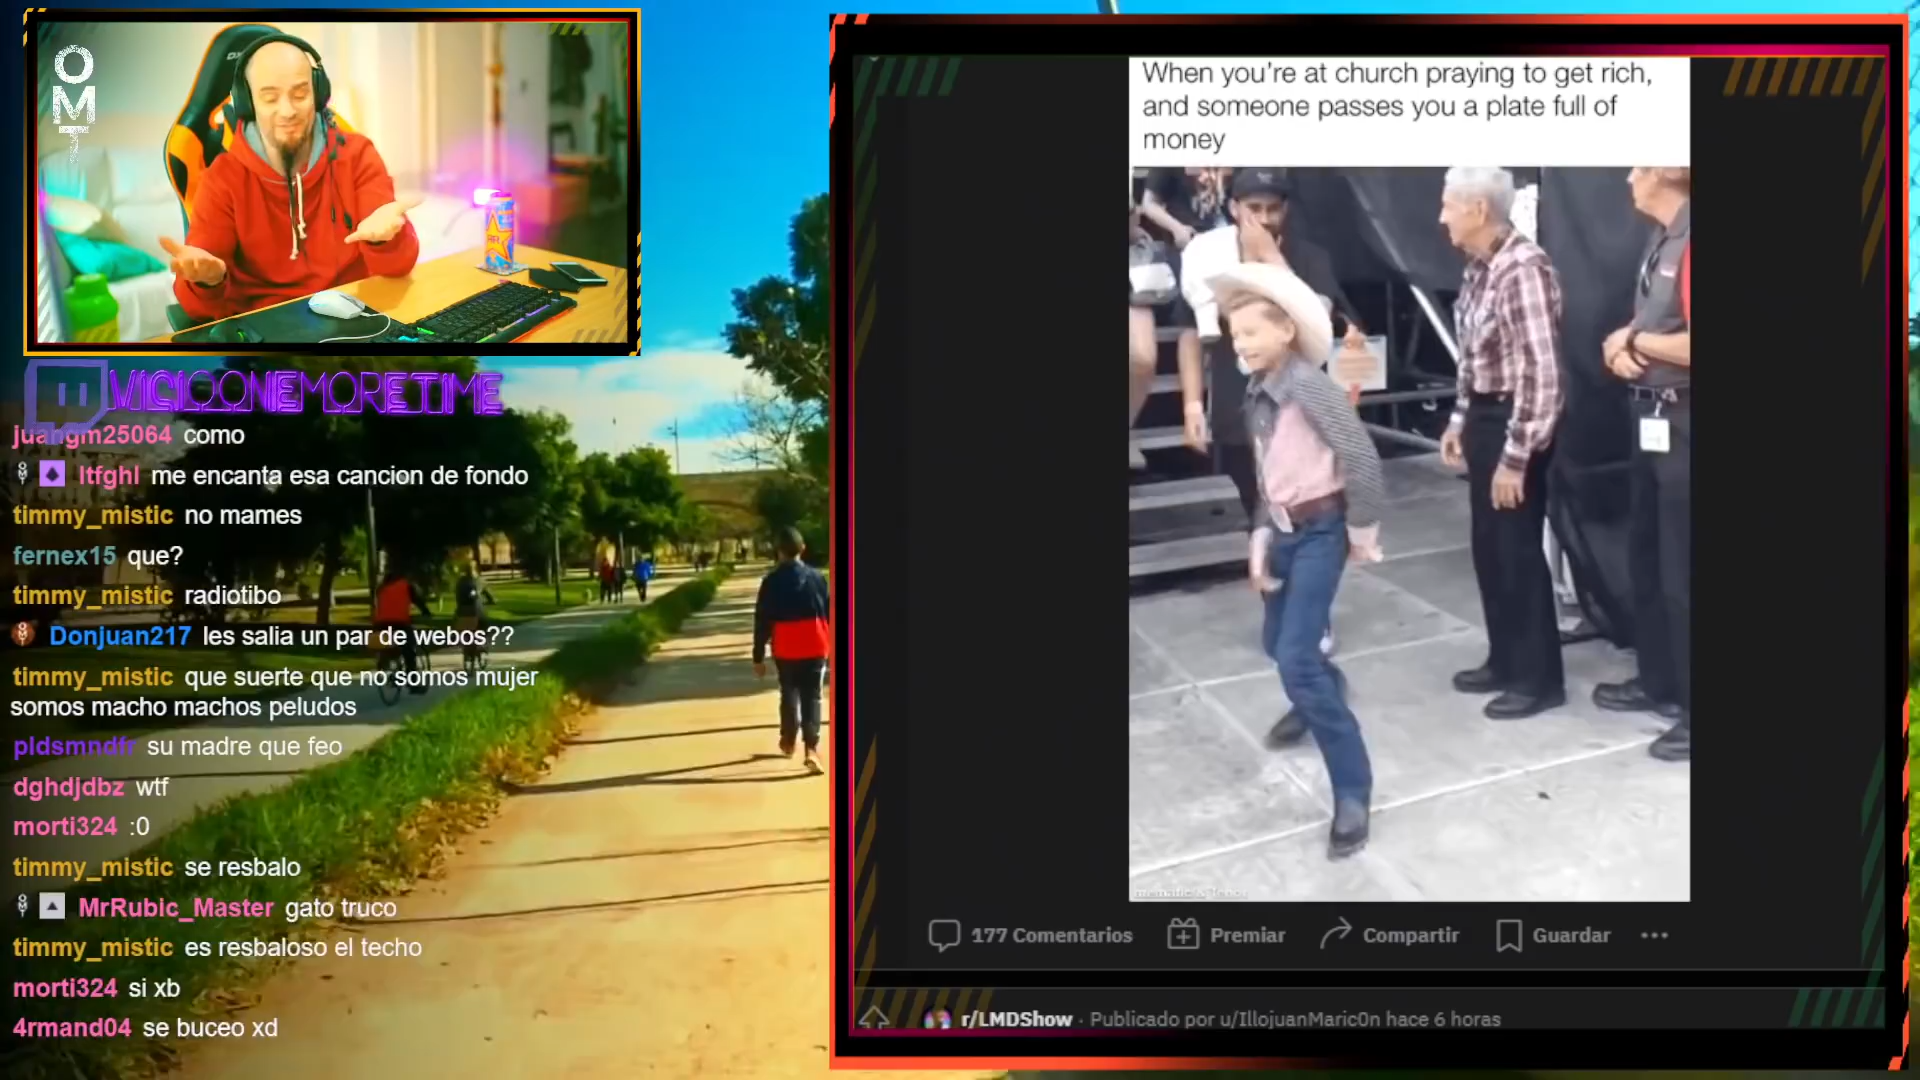 OMT
VICIOONEMORETIME
juangm25064 como
ltfghl me encanta esa cancion de fondo
timmy_mistic no mames
fernex15 que?
timmy_mistic radiotibo
Donjuan217 les salia un par de webos??
timmy_mistic que suerte que no somos mujer
somos macho machos peludos
pldsmndfr su madre que feo
dghdjdbz wtf
morti324 :0
timmy_mistic se resbalo
MrRubic_Master gato truco
timmy_mistic es resbaloso el techo
morti324 si xb
4rmand04 se buceo xd
When you're at church praying to get rich,
and someone passes you a plate full of
money
177 Comentarios Premiar Compartir Guardar
r/LMDShow · Publicado por u/IllojuanMaric0n hace 6 horas